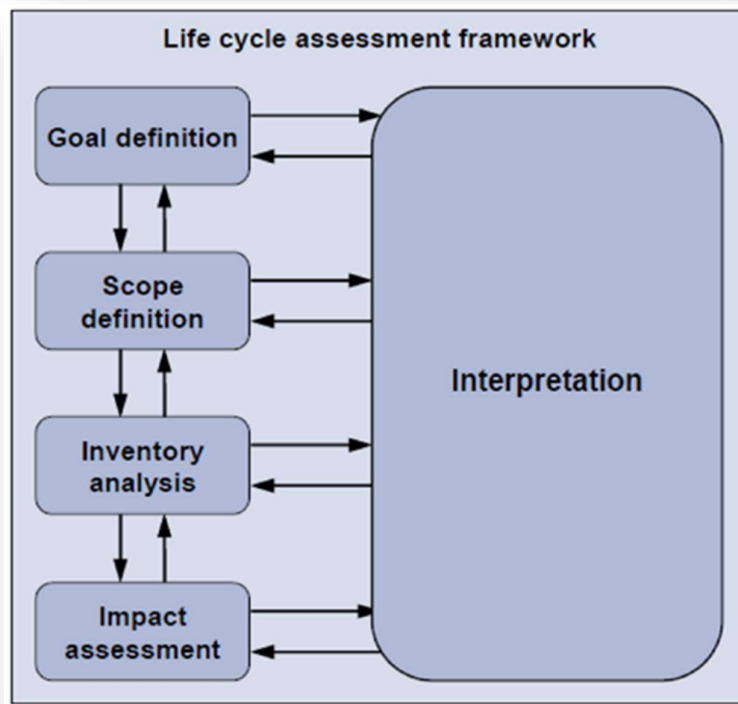 Life cycle assessment framework
Goal definition
Scope
definition
Inventory
analysis
Impact
assessment
Interpretation